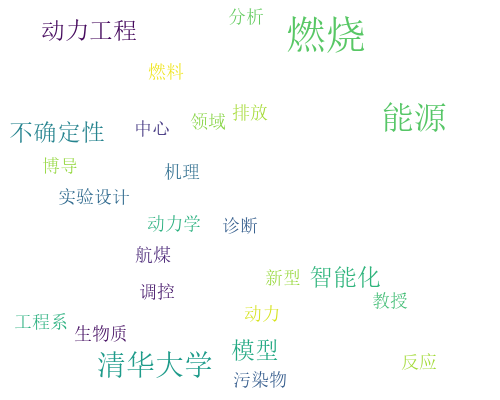 分析
动力工程
燃烧
燃料
能源
排放
领域
中心
不确定性
博导
机理
实验设计
动力学
诊断
航煤
新型
智能化
调控
教授
动力
工程系
生物质
模型
清华大学
反应
污染物